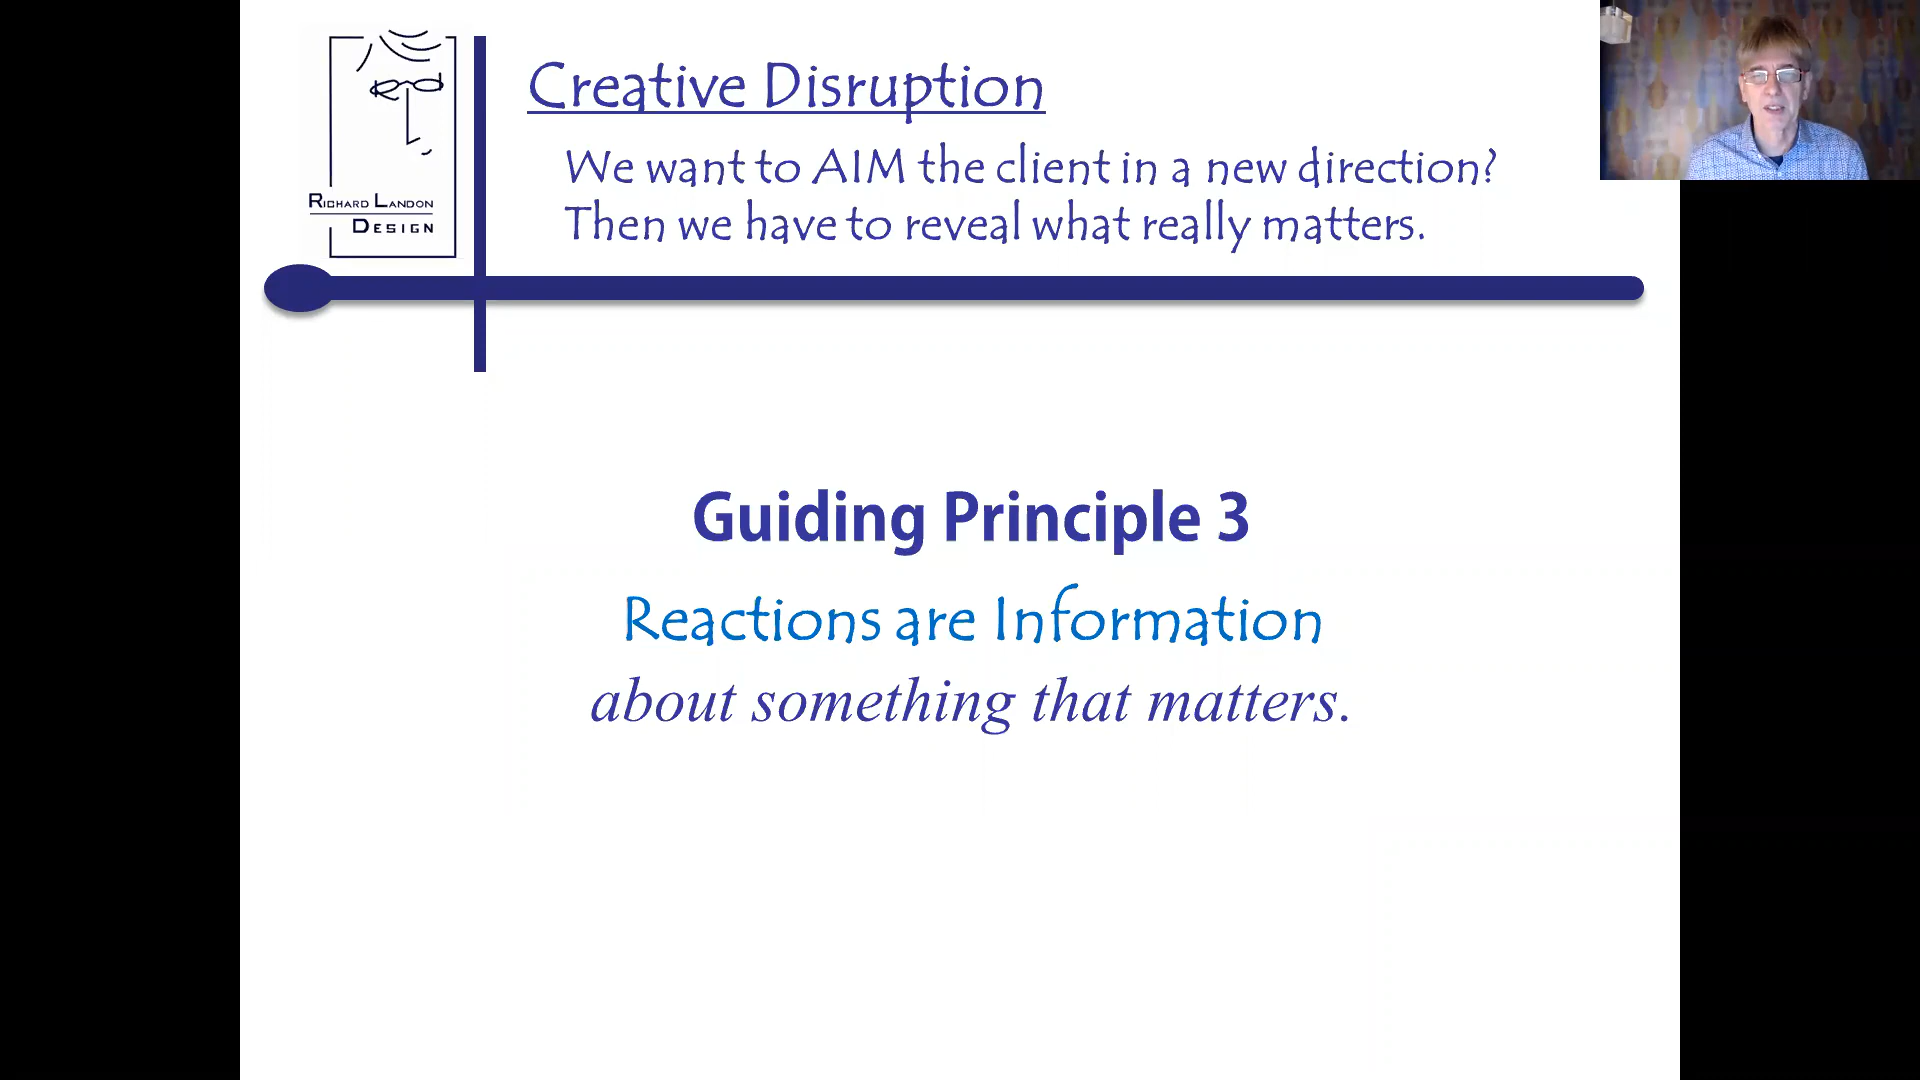 RICHARD LANDON
DESIGN
Creative Disruption
We want to AIM the client in a new direction?
Then we have to reveal what really matters.
Guiding Principle 3
Reactions are Information
about something that matters.